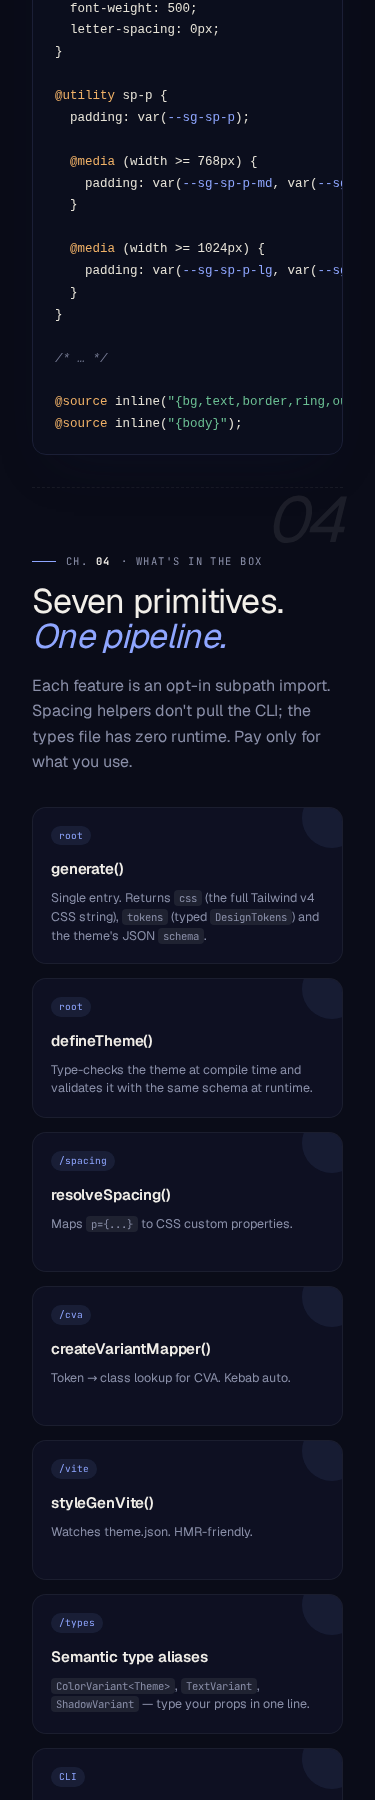 font-weight: 500;
letter-spacing: 0px;
}
@utility sp-p {
padding: var(--sg-sp-p);
@media (width >= 768px) {
padding: var(--sg-sp-p-md, var(--sg
}
@media (width >= 1024px) {
padding: var(--sg-sp-p-lg, var(--sg
}
}
/* … */
@source inline("{bg,text,border,ring,ou
@source inline("{body}");
04
CH. 04 · WHAT'S IN THE BOX
Seven primitives.
One pipeline.
Each feature is an opt-in subpath import.
Spacing helpers don't pull the CLI; the
types file has zero runtime. Pay only for
what you use.
root
generate()
Single entry. Returns css (the full Tailwind v4
CSS string), tokens (typed DesignTokens) and
the theme's JSON schema.
root
defineTheme()
Type-checks the theme at compile time and
validates it with the same schema at runtime.
/spacing
resolveSpacing()
Maps p={...} to CSS custom properties.
/cva
createVariantMapper()
Token → class lookup for CVA. Kebab auto.
/vite
styleGenVite()
Watches theme.json. HMR-friendly.
/types
Semantic type aliases
ColorVariant<Theme>, TextVariant,
ShadowVariant — type your props in one line.
CLI